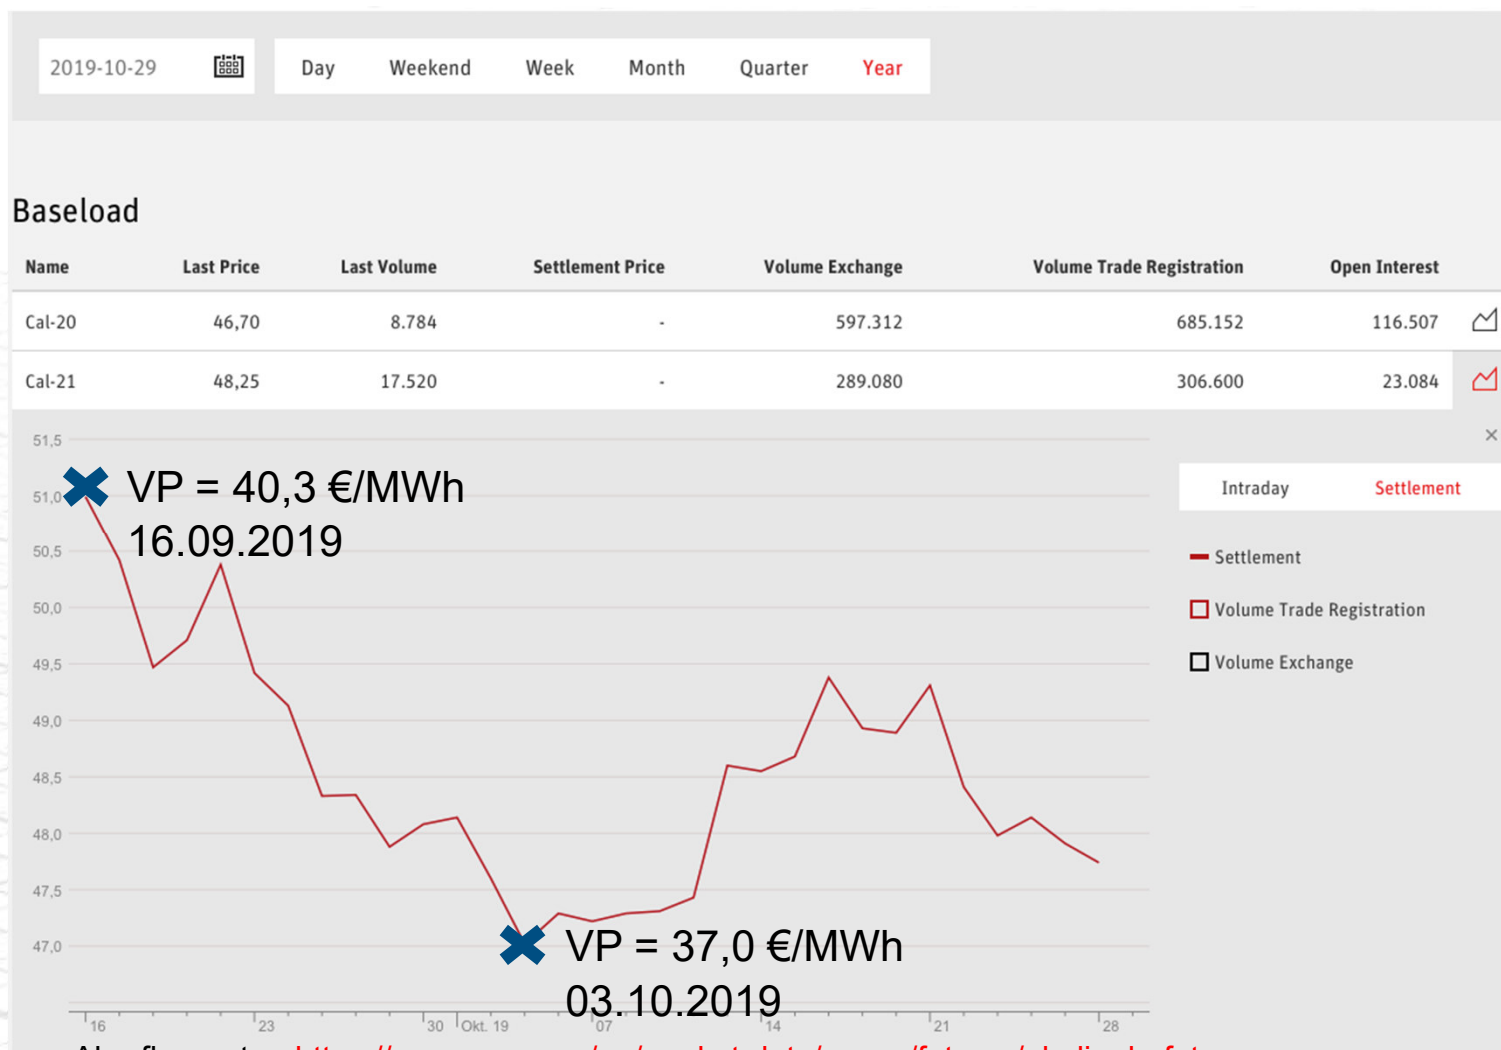 2019-10-29
Day Weekend Week Month Quarter Year
Baseload
Name Last Price Last Volume Settlement Price Volume Exchange Volume Trade Registration Open Interest
Cal-20 46,70 8.784 - 597.312 685.152 116.507
Cal-21 48,25 17.520 - 289.080 306.600 23.084
×
Intraday Settlement
Settlement
Volume Trade Registration
Volume Exchange
51,5
51,0
50,5
50,0
49,5
49,0
48,5
48,0
47,5
47,0
VP = 40,3 €/MWh
16.09.2019
VP = 37,0 €/MWh
03.10.2019
16 23 30 Okt. 19 07 14 21 28